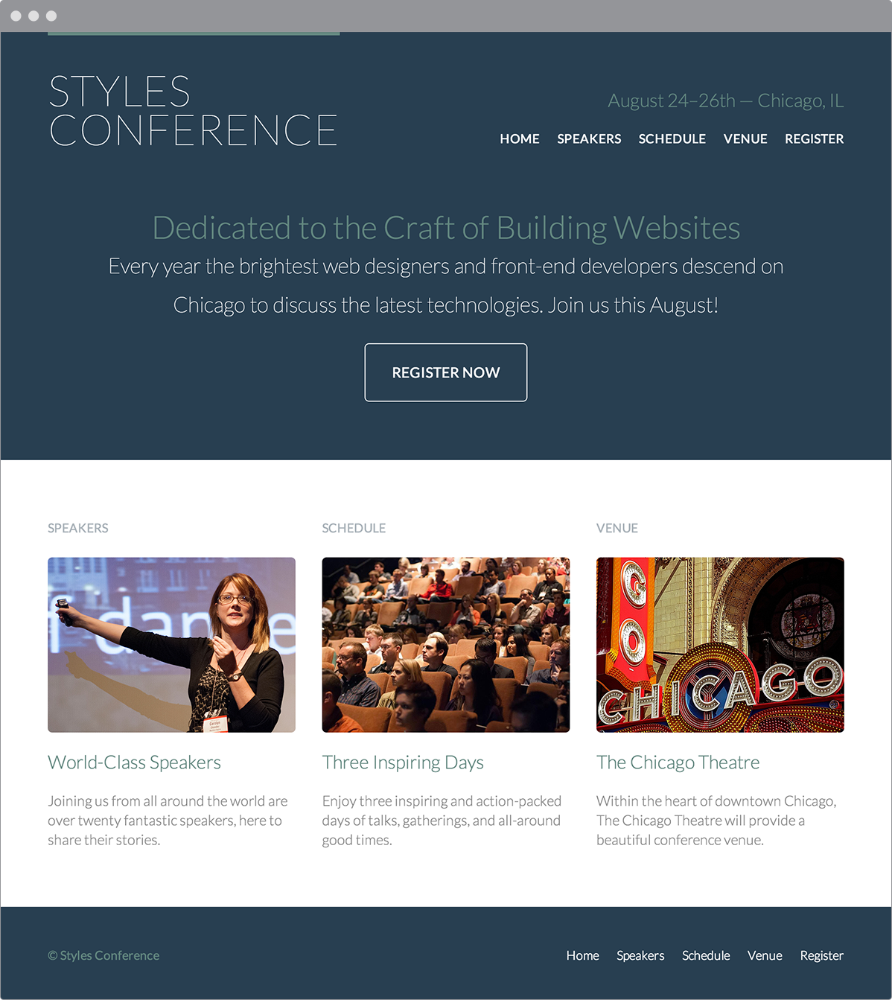 STYLES
CONFERENCE
August 24–26th — Chicago, IL
HOME SPEAKERS SCHEDULE VENUE REGISTER
Dedicated to the Craft of Building Websites
Every year the brightest web designers and front-end developers descend on
Chicago to discuss the latest technologies. Join us this August!
REGISTER NOW
SPEAKERS
SCHEDULE
VENUE
f dan e
Carolyn
GO
CHICAGO
World-Class Speakers
Joining us from all around the world are
over twenty fantastic speakers, here to
share their stories.
Three Inspiring Days
Enjoy three inspiring and action-packed
days of talks, gatherings, and all-around
good times.
The Chicago Theatre
Within the heart of downtown Chicago,
The Chicago Theatre will provide a
beautiful conference venue.
© Styles Conference
Home Speakers Schedule Venue Register